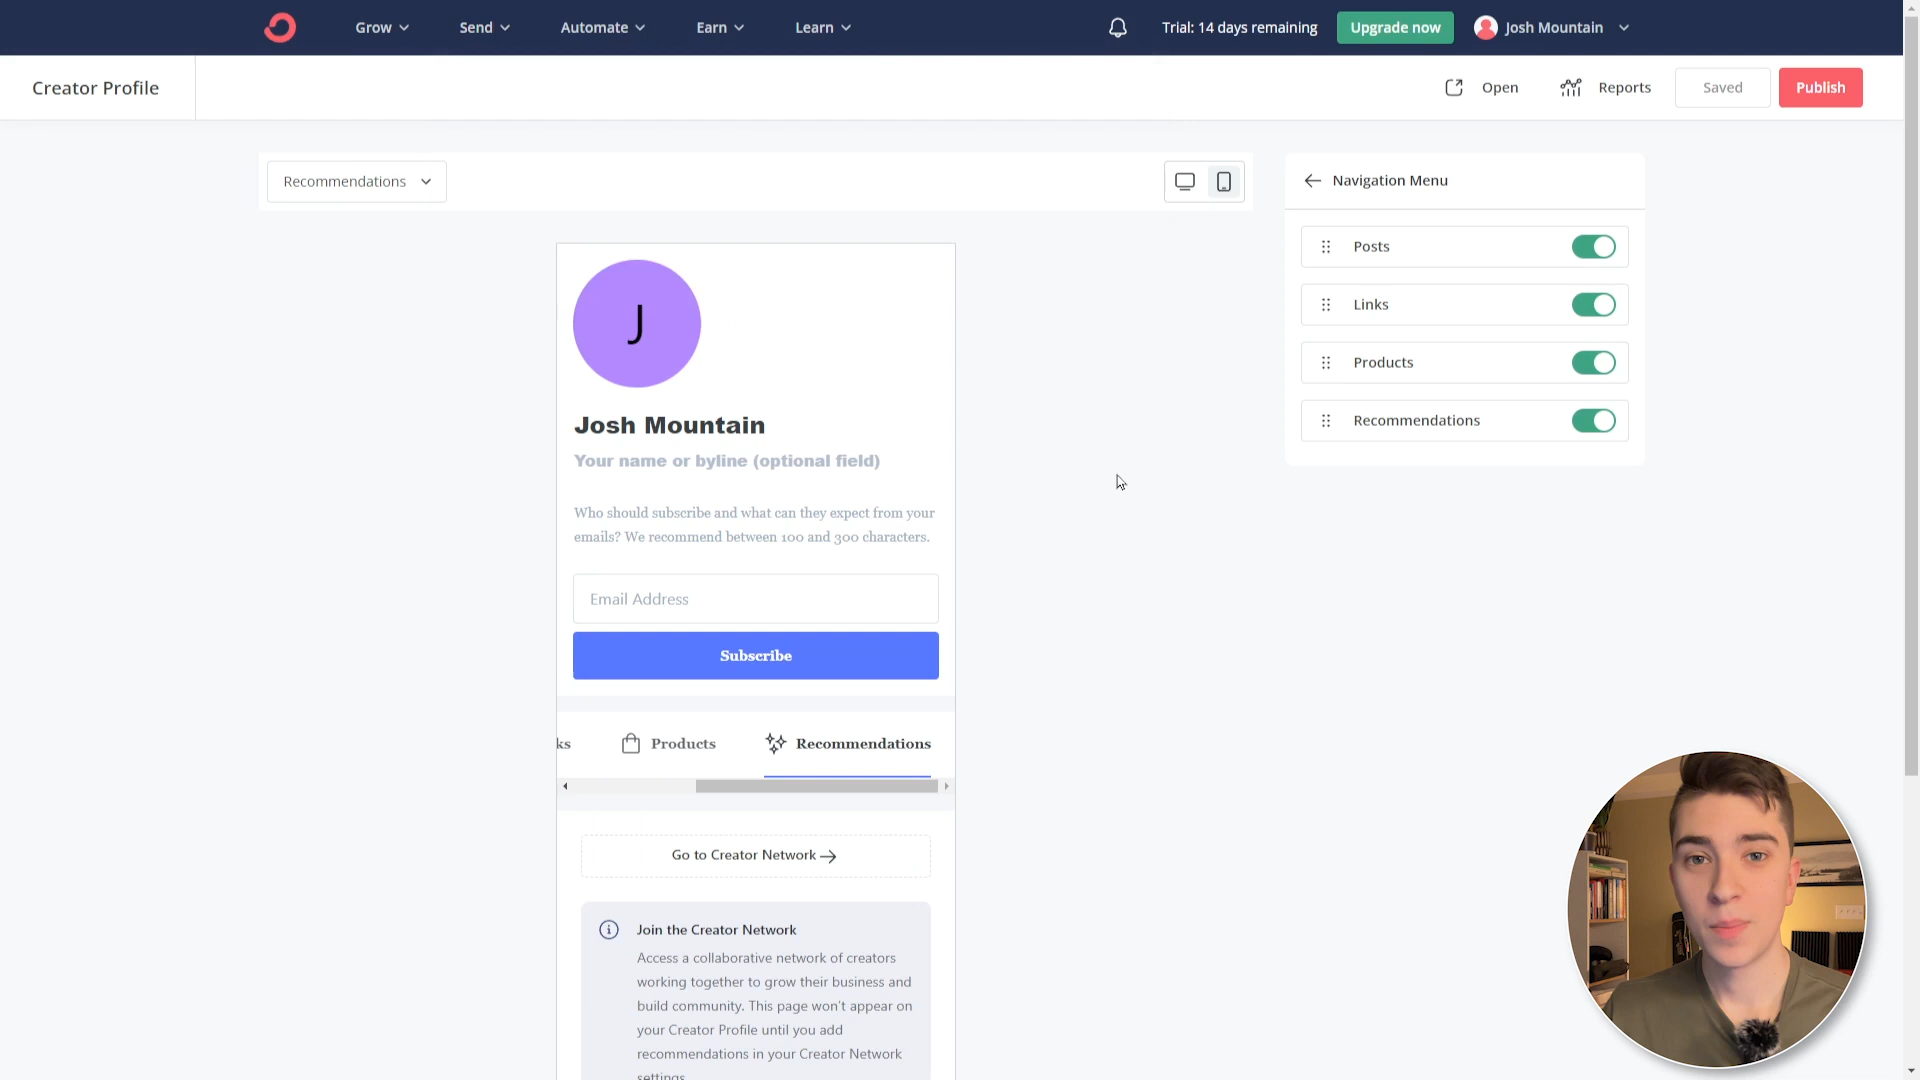 Grow
Send
Automate
Earn
Learn
Trial: 14 days remaining
Upgrade now
Josh Mountain
Creator Profile
Open
Reports
Saved
Publish
Recommendations
Navigation Menu
Posts
Links
Products
Recommendations
J
Josh Mountain
Your name or byline (optional field)
Who should subscribe and what can they expect from your
emails? We recommend between 100 and 300 characters.
Email Address
Subscribe
ks
Products
Recommendations
Go to Creator Network
Join the Creator Network
Access a collaborative network of creators
working together to grow their business and
build community. This page won't appear on
your Creator Profile until you add
recommendations in your Creator Network
settings